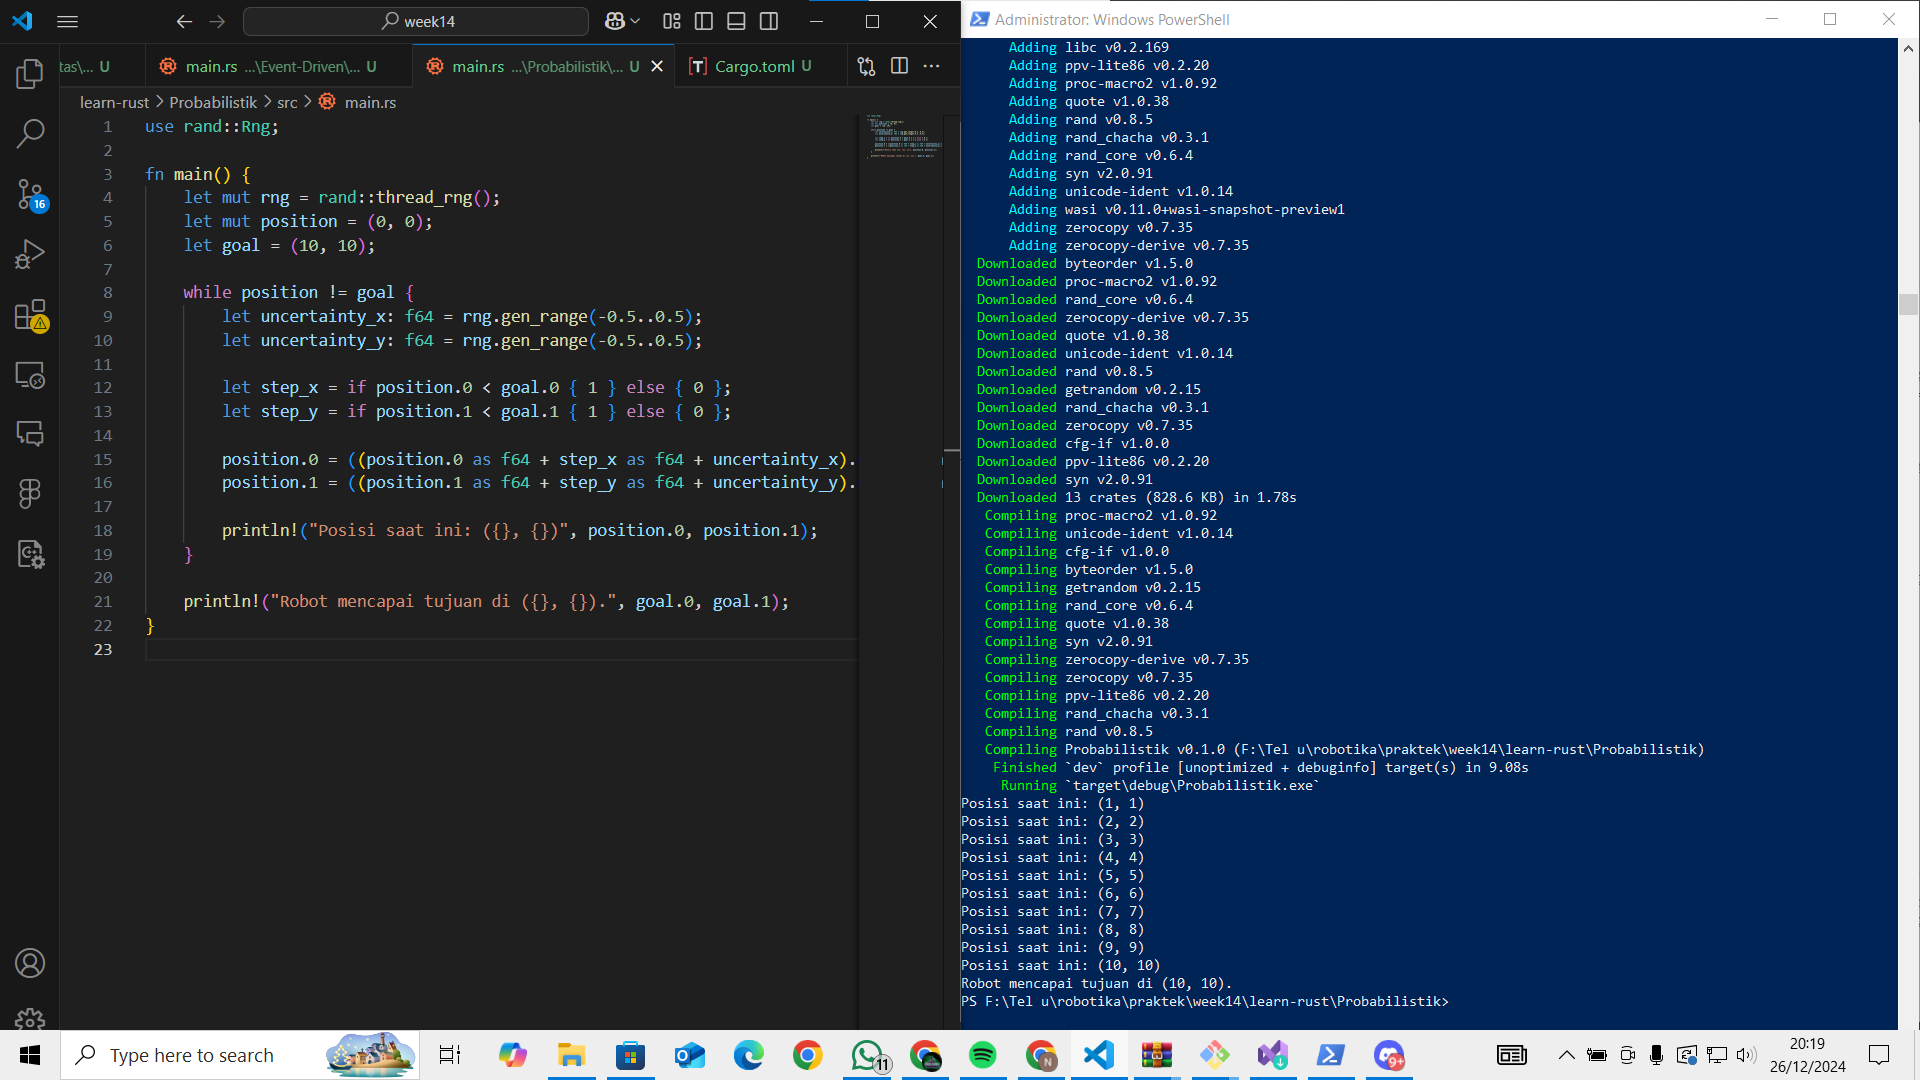 week14
tas\... U
main.rs ...\Event-Driven\... U
main.rs ...\Probabilistik\... U
Cargo.toml U
learn-rust > Probabilistik > src > main.rs
1 use rand::Rng;
2
3 fn main() {
4 let mut rng = rand::thread_rng();
5 let mut position = (0, 0);
6 let goal = (10, 10);
7
8 while position != goal {
9 let uncertainty_x: f64 = rng.gen_range(-0.5..0.5);
10 let uncertainty_y: f64 = rng.gen_range(-0.5..0.5);
11
12 let step_x = if position.0 < goal.0 { 1 } else { 0 };
13 let step_y = if position.1 < goal.1 { 1 } else { 0 };
14
15 position.0 = ((position.0 as f64 + step_x as f64 + uncertainty_x).
16 position.1 = ((position.1 as f64 + step_y as f64 + uncertainty_y).
17
18 println!("Posisi saat ini: ({}, {})", position.0, position.1);
19 }
20
21 println!("Robot mencapai tujuan di ({}, {}).", goal.0, goal.1);
22 }
23
16
Administrator: Windows PowerShell
Adding libc v0.2.169
Adding ppv-lite86 v0.2.20
Adding proc-macro2 v1.0.92
Adding quote v1.0.38
Adding rand v0.8.5
Adding rand_chacha v0.3.1
Adding rand_core v0.6.4
Adding syn v2.0.91
Adding unicode-ident v1.0.14
Adding wasi v0.11.0+wasi-snapshot-preview1
Adding zerocopy v0.7.35
Adding zerocopy-derive v0.7.35
Downloaded byteorder v1.5.0
Downloaded proc-macro2 v1.0.92
Downloaded rand_core v0.6.4
Downloaded zerocopy-derive v0.7.35
Downloaded quote v1.0.38
Downloaded unicode-ident v1.0.14
Downloaded rand v0.8.5
Downloaded getrandom v0.2.15
Downloaded rand_chacha v0.3.1
Downloaded zerocopy v0.7.35
Downloaded cfg-if v1.0.0
Downloaded ppv-lite86 v0.2.20
Downloaded syn v2.0.91
Downloaded 13 crates (828.6 KB) in 1.78s
Compiling proc-macro2 v1.0.92
Compiling unicode-ident v1.0.14
Compiling cfg-if v1.0.0
Compiling byteorder v1.5.0
Compiling getrandom v0.2.15
Compiling rand_core v0.6.4
Compiling quote v1.0.38
Compiling syn v2.0.91
Compiling zerocopy-derive v0.7.35
Compiling zerocopy v0.7.35
Compiling ppv-lite86 v0.2.20
Compiling rand_chacha v0.3.1
Compiling rand v0.8.5
Compiling Probabilistik v0.1.0 (F:\Tel u\robotika\praktek\week14\learn-rust\Probabilistik)
Finished `dev` profile [unoptimized + debuginfo] target(s) in 9.08s
Running `target\debug\Probabilistik.exe`
Posisi saat ini: (1, 1)
Posisi saat ini: (2, 2)
Posisi saat ini: (3, 3)
Posisi saat ini: (4, 4)
Posisi saat ini: (5, 5)
Posisi saat ini: (6, 6)
Posisi saat ini: (7, 7)
Posisi saat ini: (8, 8)
Posisi saat ini: (9, 9)
Posisi saat ini: (10, 10)
Robot mencapai tujuan di (10, 10).
PS F:\Tel u\robotika\praktek\week14\learn-rust\Probabilistik>
Type here to search
11
N
9+
20:19
26/12/2024